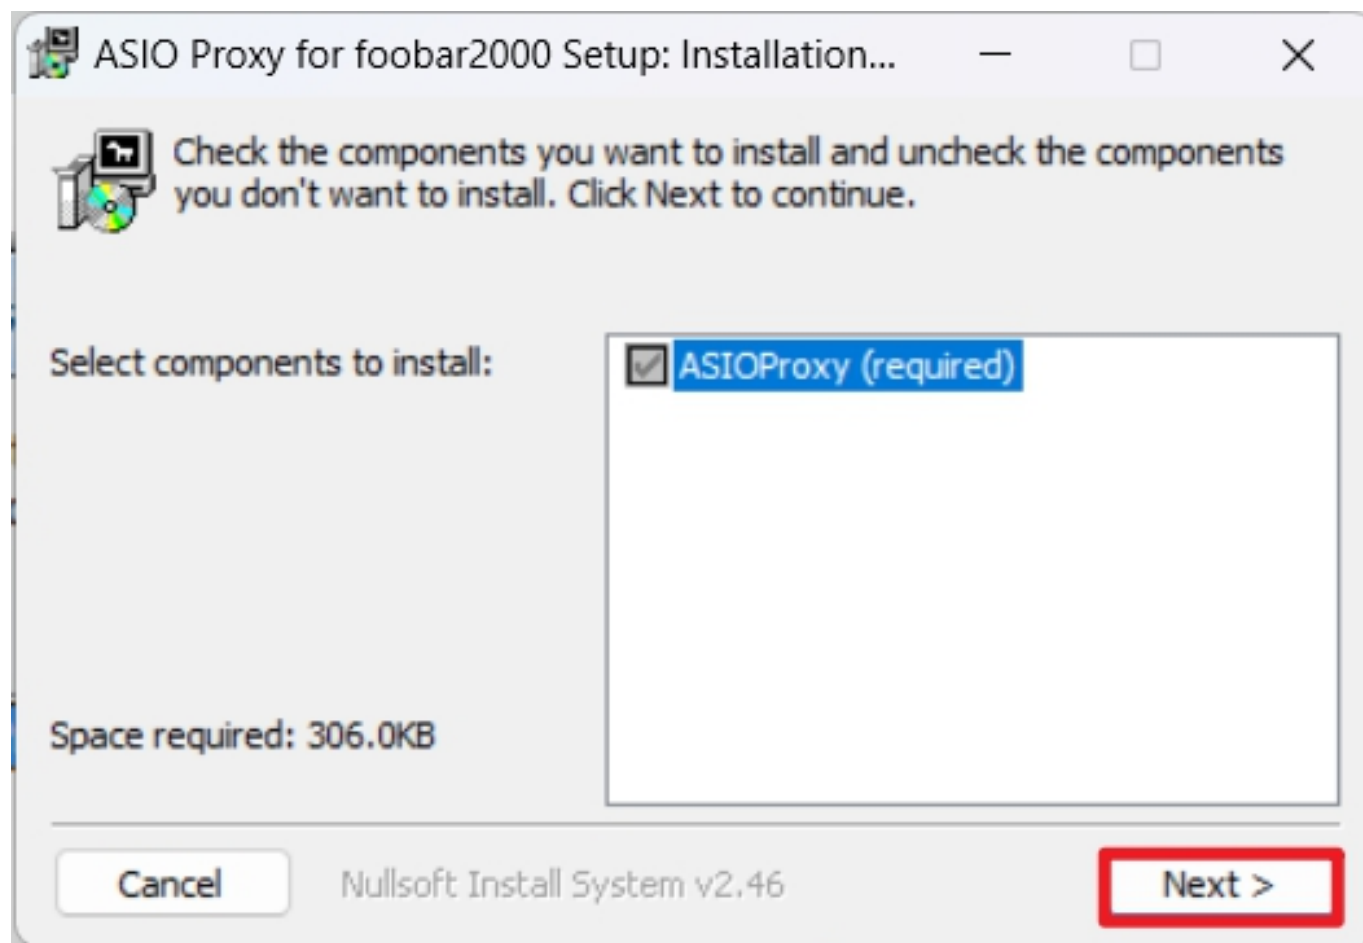 ASIO Proxy for foobar2000 Setup: Installation...
Check the components you want to install and uncheck the components
you don't want to install. Click Next to continue.
Select components to install:
ASIOProxy (required)
Space required: 306.0KB
Cancel
Nullsoft Install System v2.46
Next >